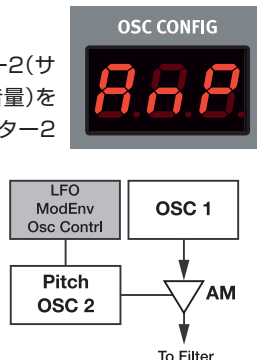 OSC CONFIG
AMP
ー2(サ
音量)を
ター2
LFO
ModEnv
Osc Contrl
OSC 1
Pitch
OSC 2
AM
To Filter